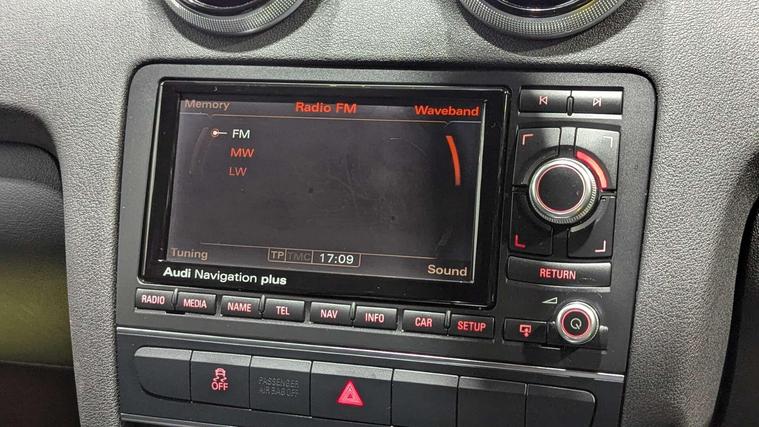 Memory Radio FM Waveband
FM
MW
LW
Tuning TP TMC 17:09 Sound
Audi Navigation plus
RADIO MEDIA NAME TEL NAV INFO CAR SETUP
RETURN
OFF
PASSENGER
AIR BAG OFF